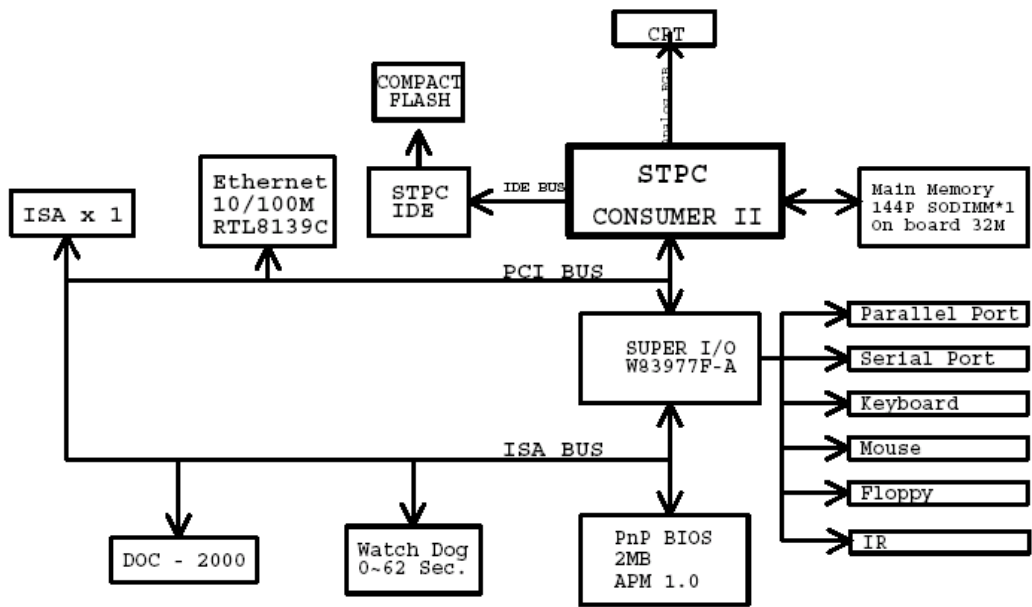 CRT
Analog RGB
COMPACT
FLASH
Ethernet
10/100M
RTL8139C
STPC
IDE
IDE BUS
STPC
CONSUMER II
Main Memory
144P SODIMM*1
On board 32M
ISA x 1
PCI BUS
SUPER I/O
W83977F-A
Parallel Port
Serial Port
Keyboard
Mouse
Floppy
IR
ISA BUS
DOC - 2000
Watch Dog
0~62 Sec.
PnP BIOS
2MB
APM 1.0